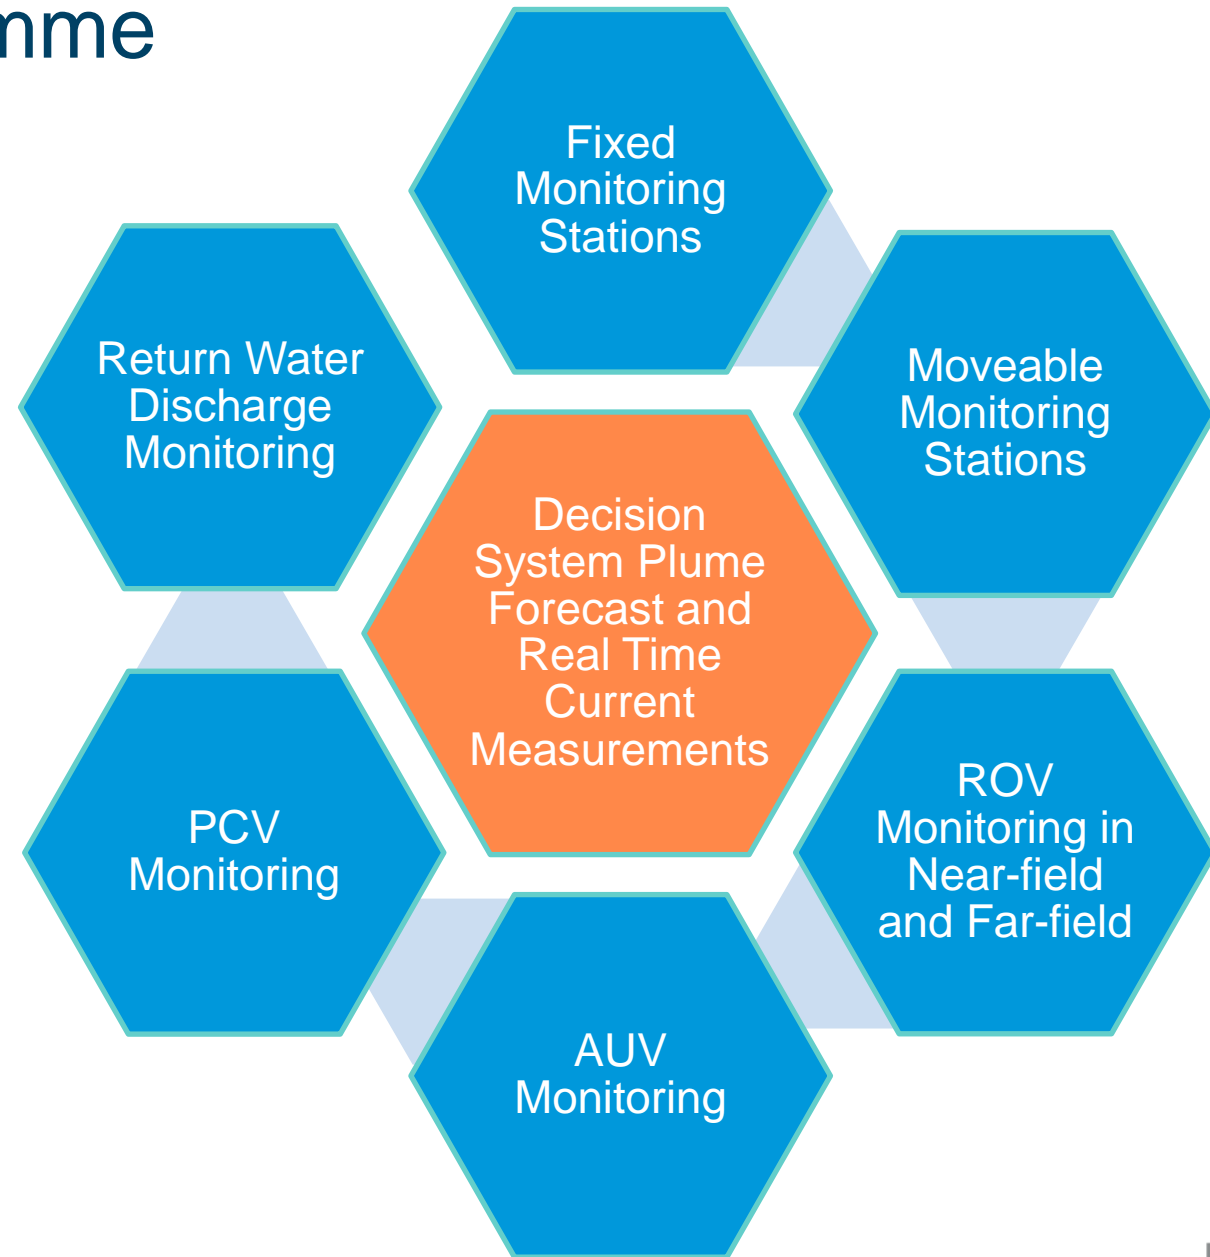 mme
Fixed
Monitoring
Stations
Moveable
Monitoring
Stations
ROV
Monitoring in
Near-field
and Far-field
AUV
Monitoring
PCV
Monitoring
Return Water
Discharge
Monitoring
Decision
System Plume
Forecast and
Real Time
Current
Measurements